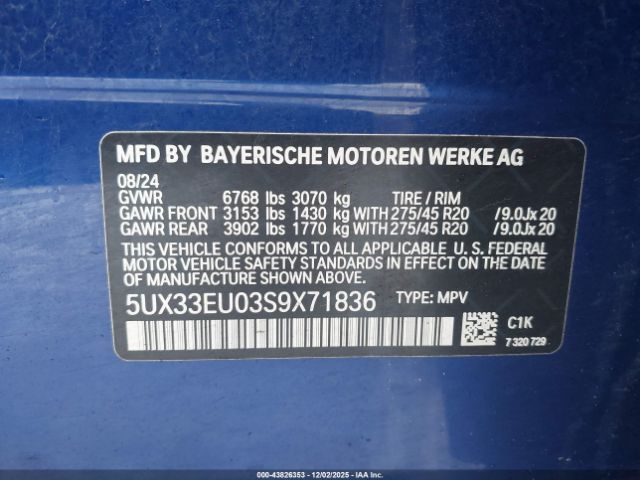 MFD BY BAYERISCHE MOTOREN WERKE AG
08/24
GVWR 6768 lbs 3070 kg TIRE / RIM
GAWR FRONT 3153 lbs 1430 kg WITH 275/45 R20 /9.0Jx20
GAWR REAR 3902 lbs 1770 kg WITH 275/45 R20 /9.0Jx20
THIS VEHICLE CONFORMS TO ALL APPLICABLE U. S. FEDERAL
MOTOR VEHICLE SAFETY STANDARDS IN EFFECT ON THE DATE
OF MANUFACTURE SHOWN ABOVE.
5UX33EU03S9X71836 TYPE: MPV
C1K
7 320 729
000-43826353 - 12/02/2025 - IAAI.COM